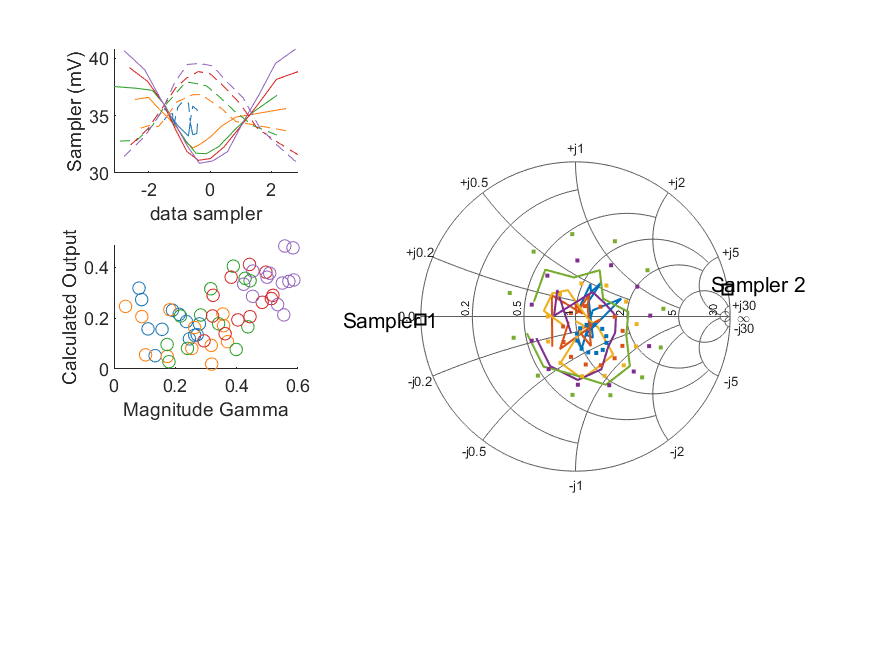 Sampler (mV)
40
35
30
-2
0
2
data sampler
Calculated Output
0.4
0.2
0
0
0.2
0.4
0.6
Magnitude Gamma
+j1
+j0.5
+j2
+j0.2
+j5
Sampler 2
0.2
0.5
1
2
5
30
+j30
∞
-j30
Sampler 1
-j0.2
-j5
-j0.5
-j2
-j1